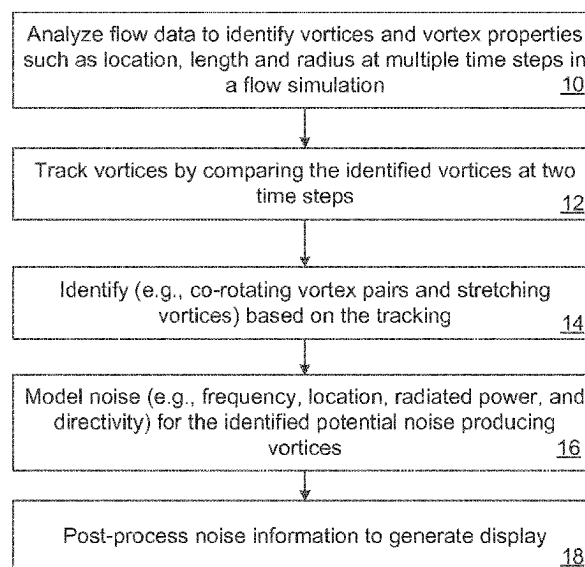 Analyze flow data to identify vortices and vortex properties
such as location, length and radius at multiple time steps in
a flow simulation
10
Track vortices by comparing the identified vortices at two
time steps
12
Identify (e.g., co-rotating vortex pairs and stretching
vortices) based on the tracking
14
Model noise (e.g., frequency, location, radiated power, and
directivity) for the identified potential noise producing
vortices
16
Post-process noise information to generate display
18